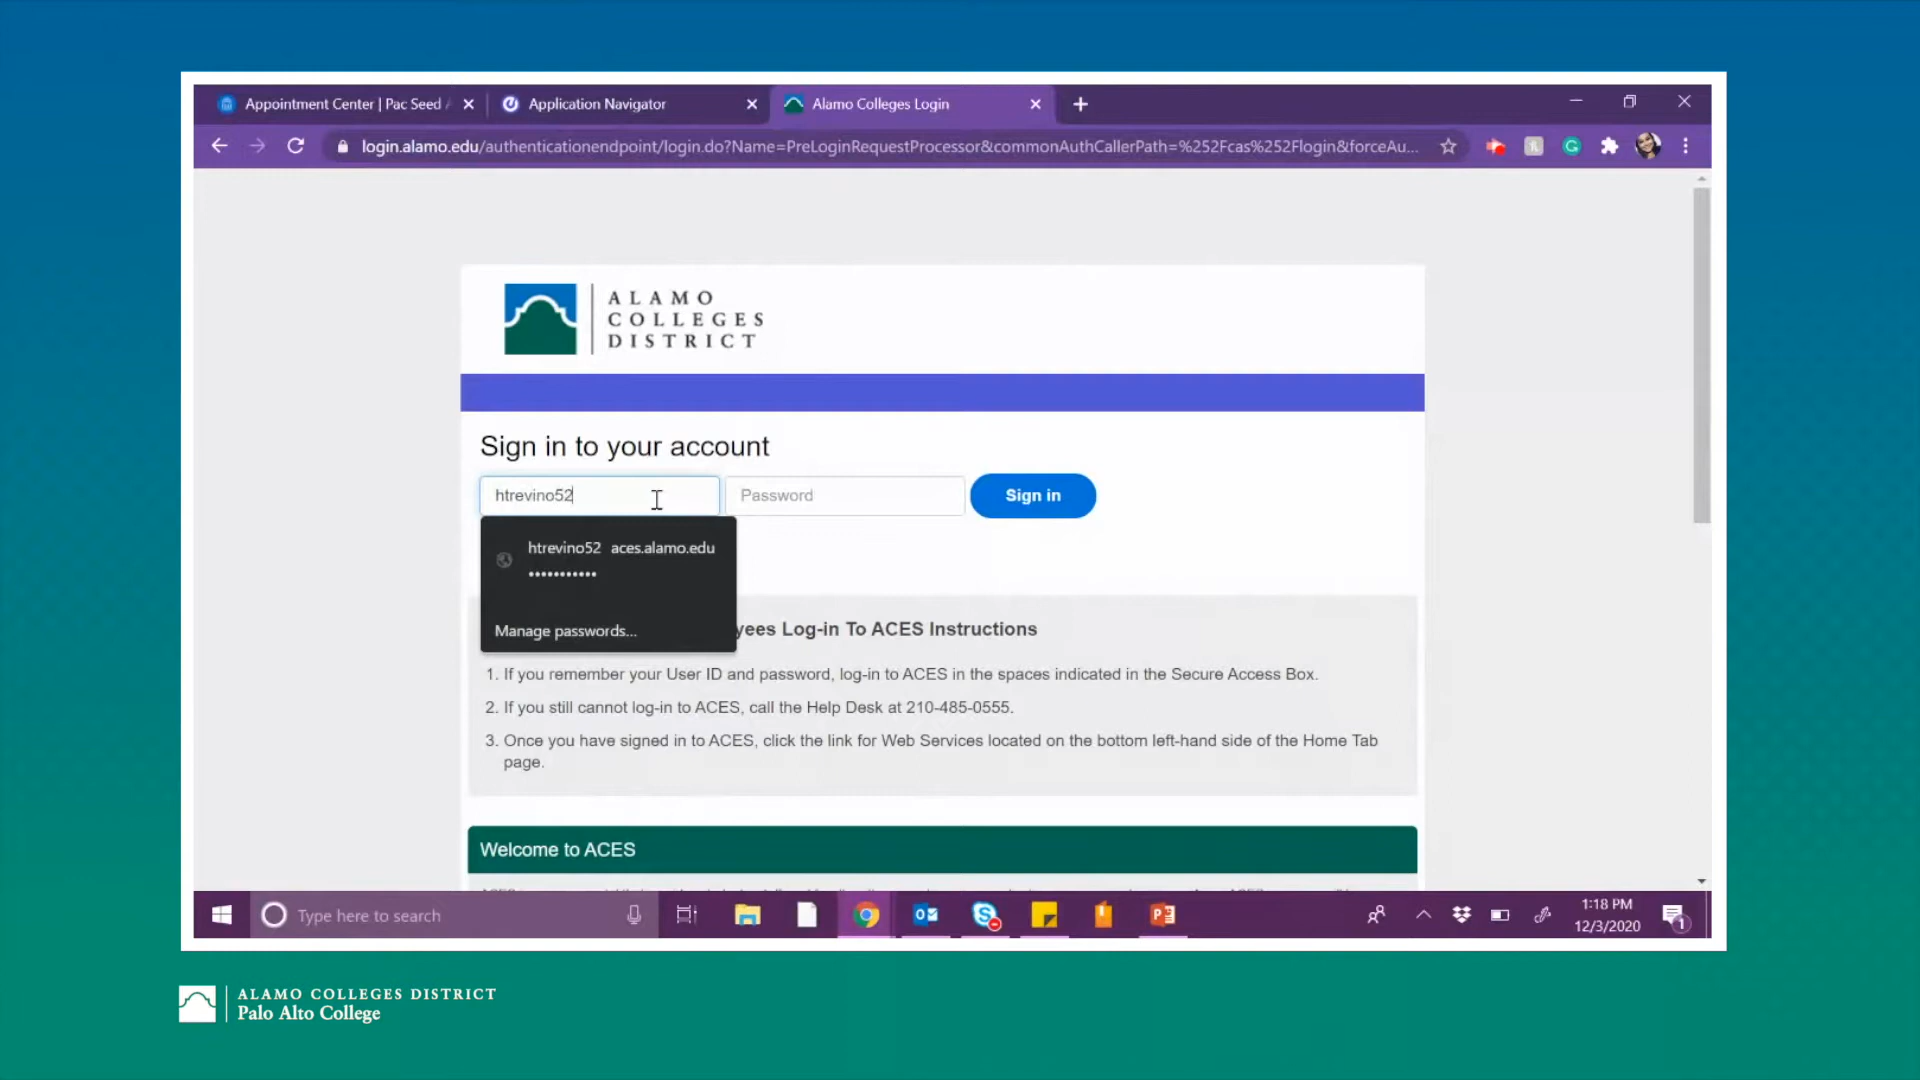 Appointment Center | Pac Seed
Application Navigator
Alamo Colleges Login
login.alamo.edu/authenticationendpoint/login.do?Name=PreLoginRequestProcessor&commonAuthCallerPath=%252Fcas%252Flogin&forceAu...
ALAMO
COLLEGES
DISTRICT
Sign in to your account
htrevino52
Password
Sign in
htrevino52 aces.alamo.edu
•••••••••••
Manage passwords...
Log-in To ACES Instructions
1. If you remember your User ID and password, log-in to ACES in the spaces indicated in the Secure Access Box.
2. If you still cannot log-in to ACES, call the Help Desk at 210-485-0555.
3. Once you have signed in to ACES, click the link for Web Services located on the bottom left-hand side of the Home Tab
page.
Welcome to ACES
Type here to search
1:18 PM
12/3/2020
1
ALAMO COLLEGES DISTRICT
Palo Alto College